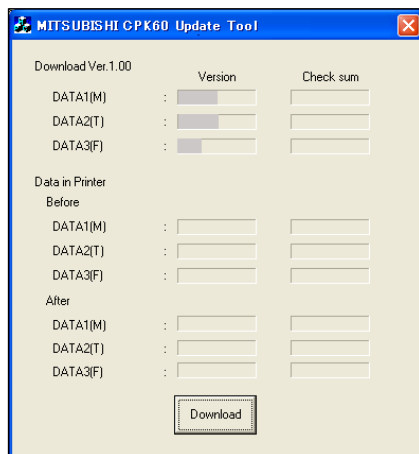 MITSUBISHI CPK60 Update Tool
Download Ver.1.00
Version Check sum
DATA1(M) :
DATA2(T) :
DATA3(F) :
Data in Printer
Before
DATA1(M) :
DATA2(T) :
DATA3(F) :
After
DATA1(M) :
DATA2(T) :
DATA3(F) :
Download